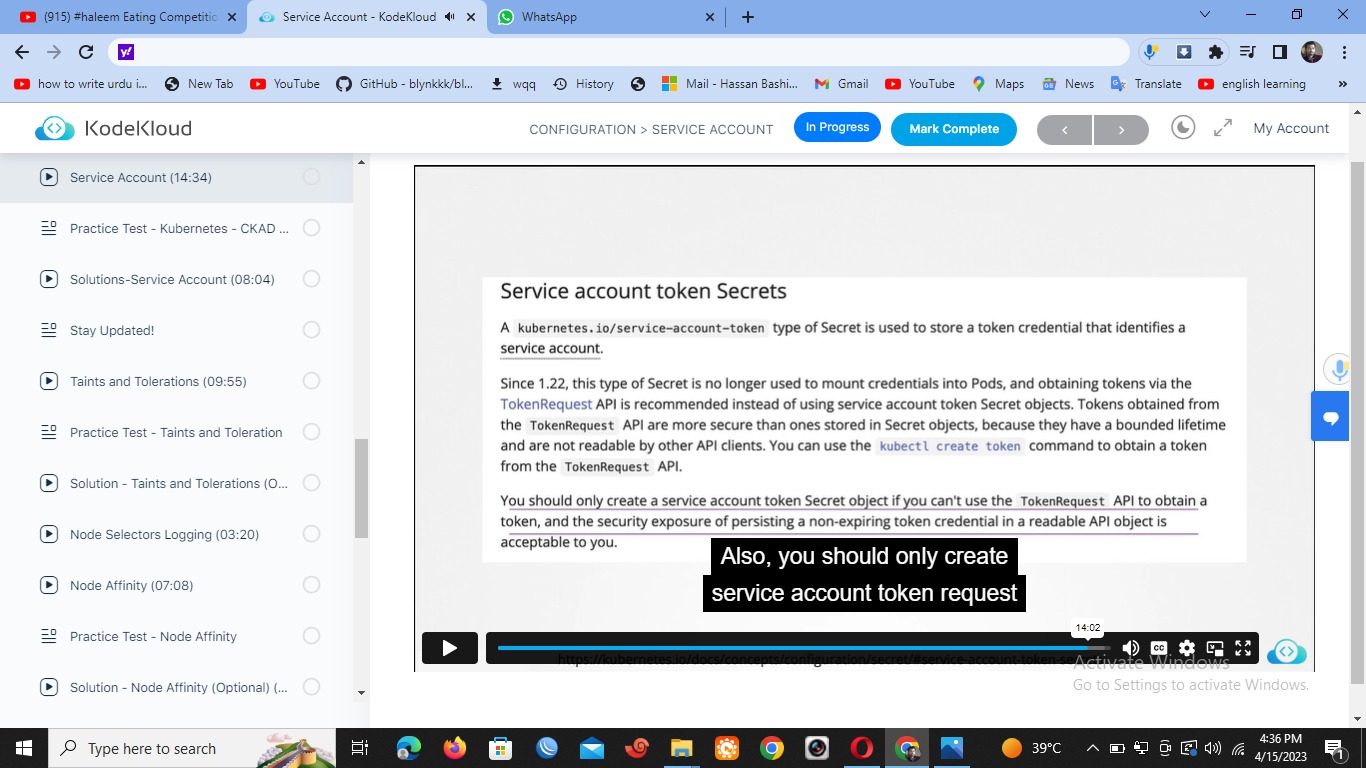 (915) #haleem Eating Competitio
Service Account - KodeKloud
WhatsApp
how to write urdu i...
New Tab
YouTube
GitHub - blynkkk/bl...
wqq
History
Mail - Hassan Bashi...
Gmail
YouTube
Maps
News
Translate
english learning
»
KodeKloud
CONFIGURATION > SERVICE ACCOUNT
In Progress
Mark Complete
My Account
Service Account (14:34)
Practice Test - Kubernetes - CKAD ...
Solutions-Service Account (08:04)
Stay Updated!
Taints and Tolerations (09:55)
Practice Test - Taints and Toleration
Solution - Taints and Tolerations (O...
Node Selectors Logging (03:20)
Node Affinity (07:08)
Practice Test - Node Affinity
Solution - Node Affinity (Optional) (...
Service account token Secrets
A kubernetes.io/service-account-token type of Secret is used to store a token credential that identifies a
service account.
Since 1.22, this type of Secret is no longer used to mount credentials into Pods, and obtaining tokens via the
TokenRequest API is recommended instead of using service account token Secret objects. Tokens obtained from
the TokenRequest API are more secure than ones stored in Secret objects, because they have a bounded lifetime
and are not readable by other API clients. You can use the kubectl create token command to obtain a token
from the TokenRequest API.
You should only create a service account token Secret object if you can't use the TokenRequest API to obtain a
token, and the security exposure of persisting a non-expiring token credential in a readable API object is
acceptable to you.
Also, you should only create
service account token request
14:02
CC
https://kubernetes.io/docs/concepts/configuration/secret/#service-account-token-se
Activate Windows
Go to Settings to activate Windows.
Type here to search
39°C
4:36 PM
4/15/2023
1